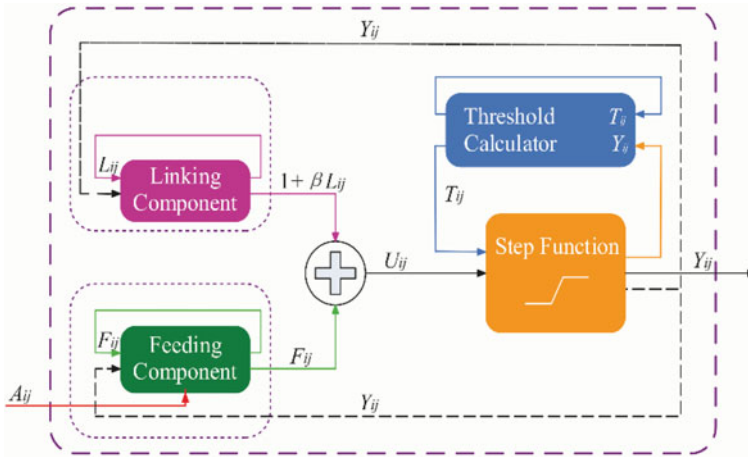 Yij
Lij
Linking
Component
1 + βLij
Threshold
Calculator
Tij
Yij
Tij
Uij
Step Function
Yij
Fij
Feeding
Component
Fij
Aij
Yij